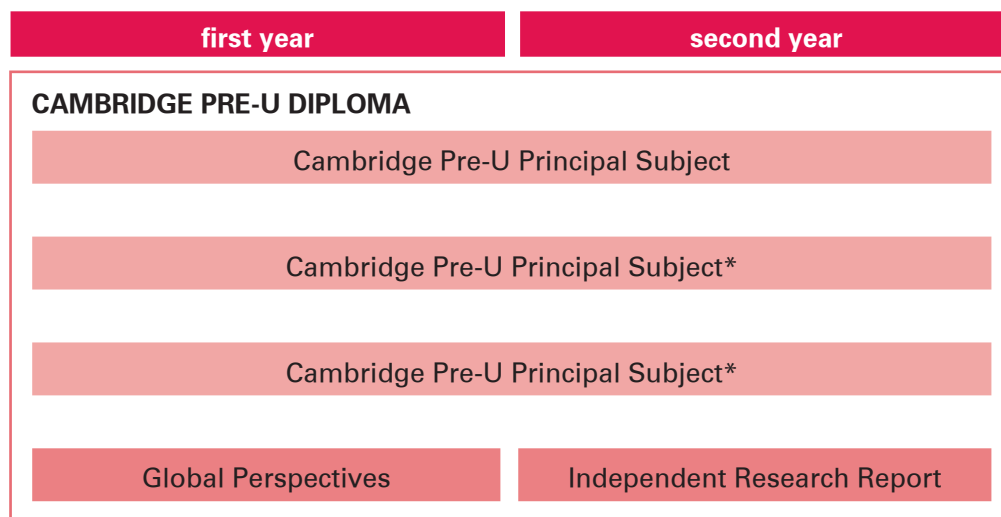 first year
second year
CAMBRIDGE PRE-U DIPLOMA
Cambridge Pre-U Principal Subject
Cambridge Pre-U Principal Subject*
Cambridge Pre-U Principal Subject*
Global Perspectives
Independent Research Report